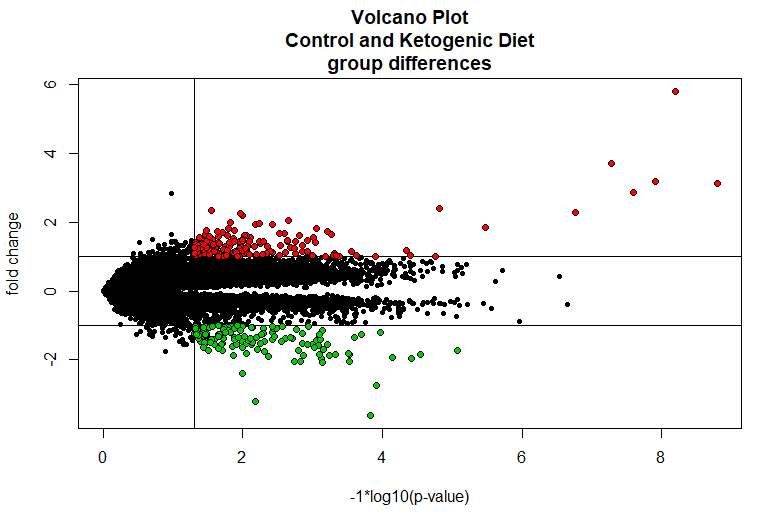 Volcano Plot
Control and Ketogenic Diet
group differences
6
4
2
0
-2
fold change
0 2 4 6 8
-1*log10(p-value)